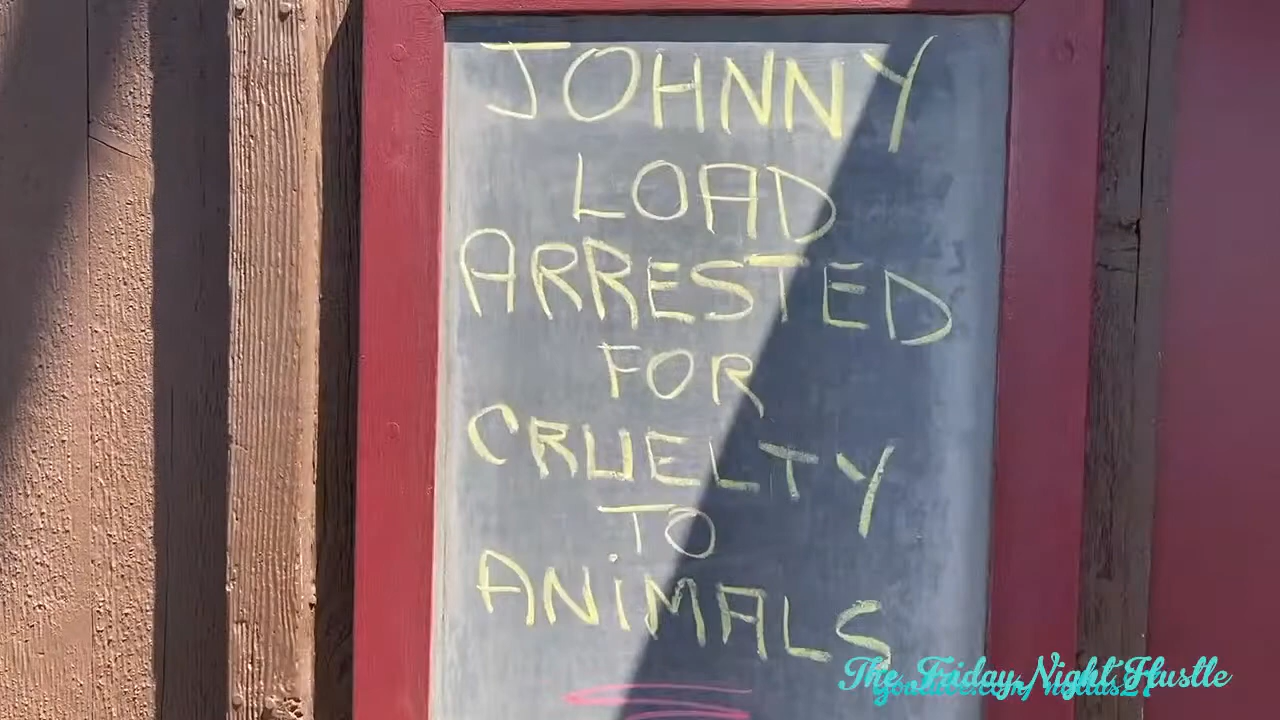 JOHNNY
LOAD
ARRESTED
FOR
CRUELTY
TO
ANiMALS
The Friday Night Hustle